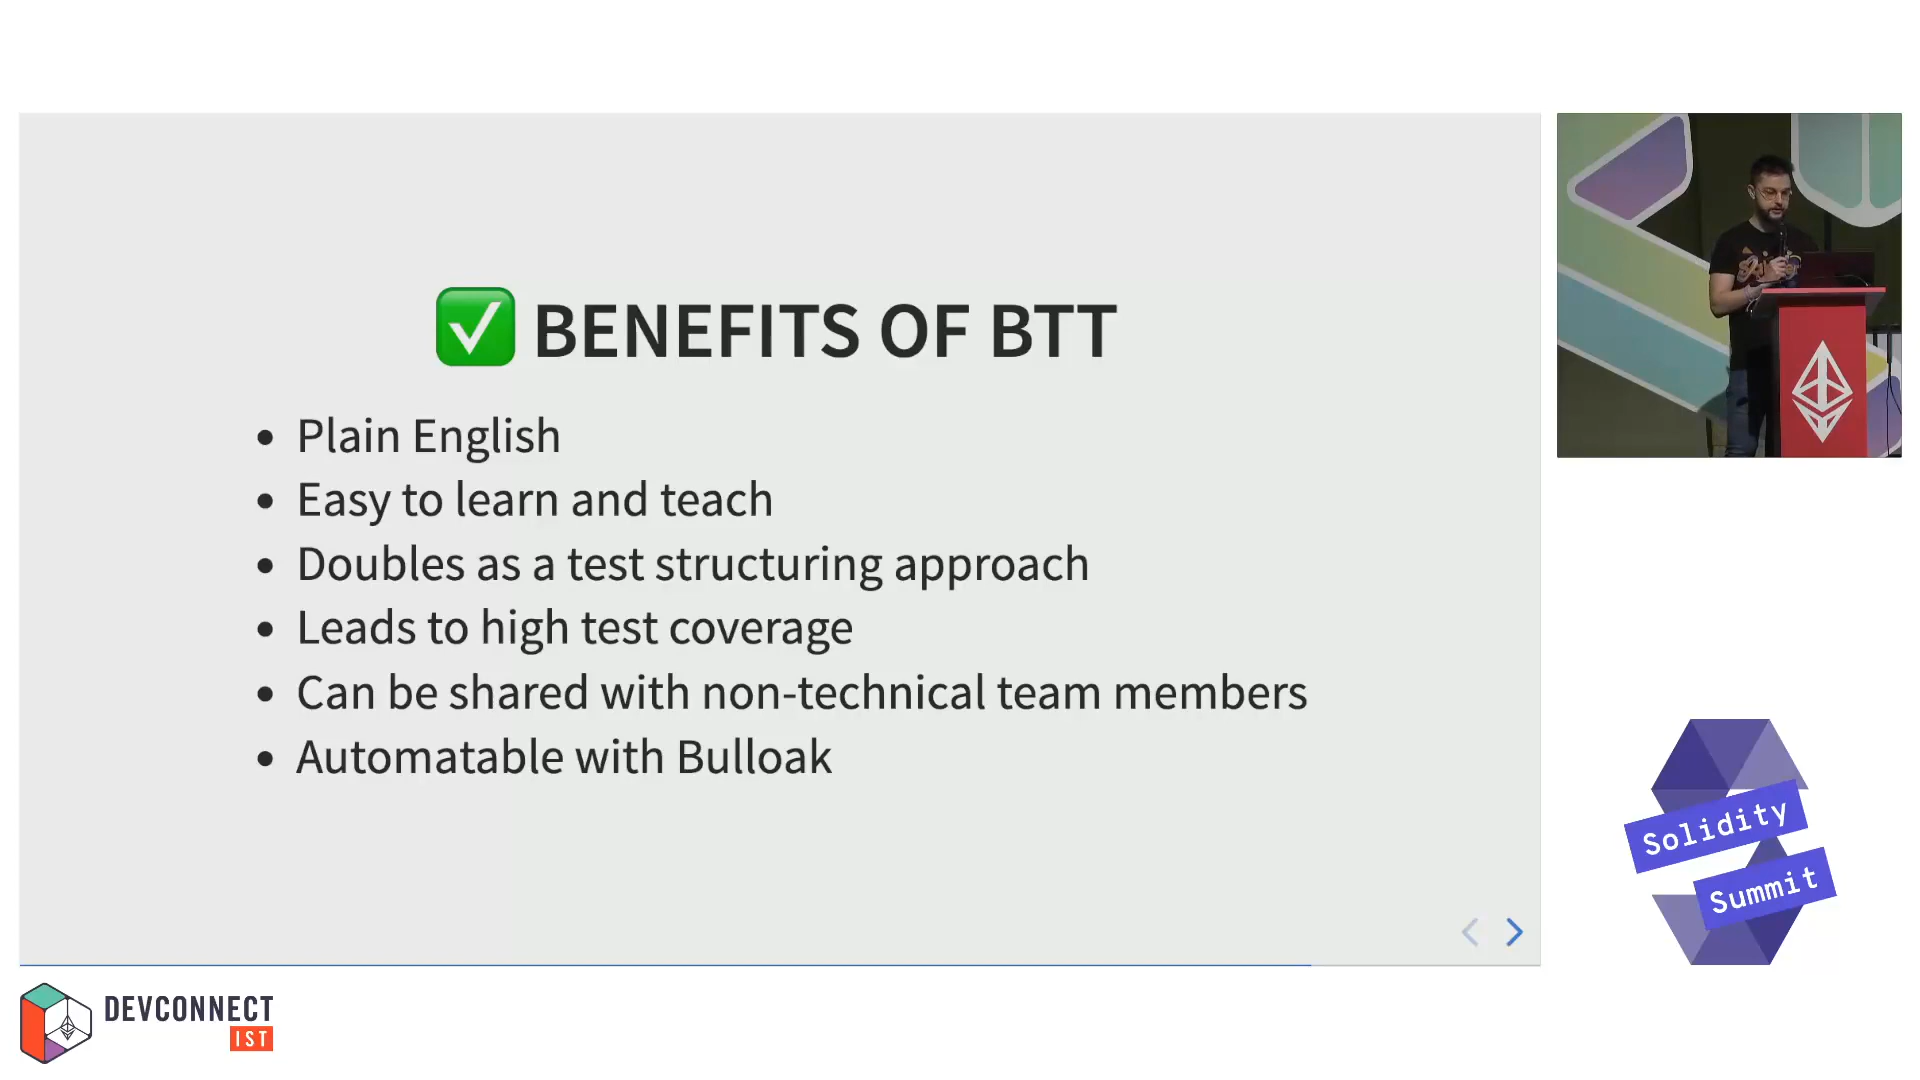 ✅ BENEFITS OF BTT
• Plain English
• Easy to learn and teach
• Doubles as a test structuring approach
• Leads to high test coverage
• Can be shared with non-technical team members
• Automatable with Bulloak
Solidity
Summit
DEVCONNECT
IST